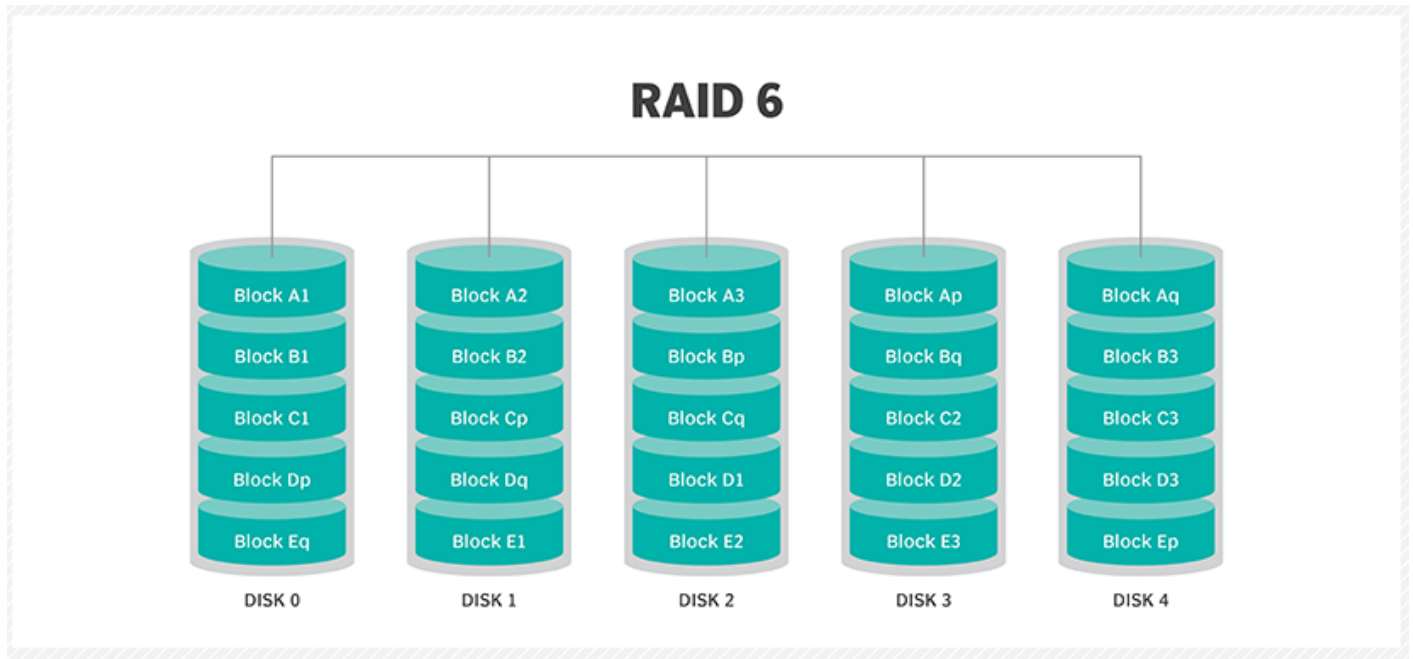 RAID 6
Block A1 Block A2 Block A3 Block Ap Block Aq
Block B1 Block B2 Block Bp Block Bq Block B3
Block C1 Block Cp Block Cq Block C2 Block C3
Block Dp Block Dq Block D1 Block D2 Block D3
Block Eq Block E1 Block E2 Block E3 Block Ep
DISK 0 DISK 1 DISK 2 DISK 3 DISK 4